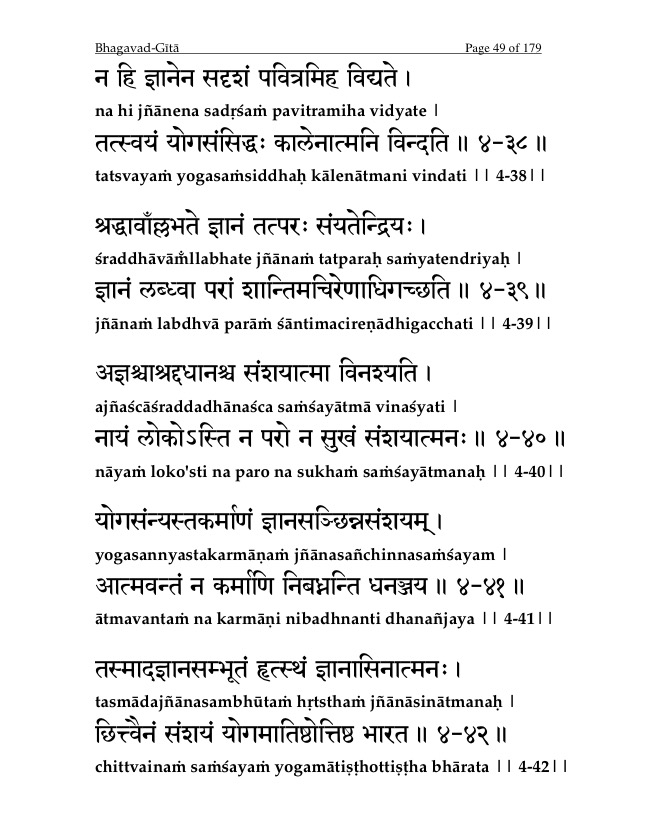 Bhagavad-Gītā Page 49 of 179
न हि ज्ञानेन सदृशं पवित्रमिह विद्यते ।
na hi jñānena sadṛśaṁ pavitramiha vidyate |
तत्स्वयं योगसंसिद्धः कालेनात्मनि विन्दति ॥ ४-३८ ॥
tatsvayaṁ yogasaṁsiddhaḥ kālenātmani vindati || 4-38||
श्रद्धावाँल्लभते ज्ञानं तत्परः संयतेन्द्रियः ।
śraddhāvām̐llabhate jñānaṁ tatparaḥ saṁyatendriyaḥ |
ज्ञानं लब्ध्वा परां शान्तिमचिरेणाधिगच्छति ॥ ४-३९ ॥
jñānaṁ labdhvā parāṁ śāntimacireṇādhigacchati || 4-39||
अज्ञश्चाश्रद्दधानश्च संशयात्मा विनश्यति ।
ajñaścāśraddadhānaśca saṁśayātmā vinaśyati |
नायं लोकोऽस्ति न परो न सुखं संशयात्मनः ॥ ४-४० ॥
nāyaṁ loko'sti na paro na sukhaṁ saṁśayātmanaḥ || 4-40||
योगसंन्यस्तकर्माणं ज्ञानसञ्छिन्नसंशयम् ।
yogasannyastakarmāṇaṁ jñānasañchinnasaṁśayam |
आत्मवन्तं न कर्माणि निबध्नन्ति धनञ्जय ॥ ४-४१ ॥
ātmavantaṁ na karmāṇi nibadhnanti dhanañjaya || 4-41||
तस्मादज्ञानसम्भूतं हृत्स्थं ज्ञानासिनात्मनः ।
tasmādajñānasambhūtaṁ hṛtsthaṁ jñānāsinātmanaḥ |
छित्त्वैनं संशयं योगमातिष्ठोत्तिष्ठ भारत ॥ ४-४२ ॥
chittvainaṁ saṁśayaṁ yogamātiṣṭhottiṣṭha bhārata || 4-42||